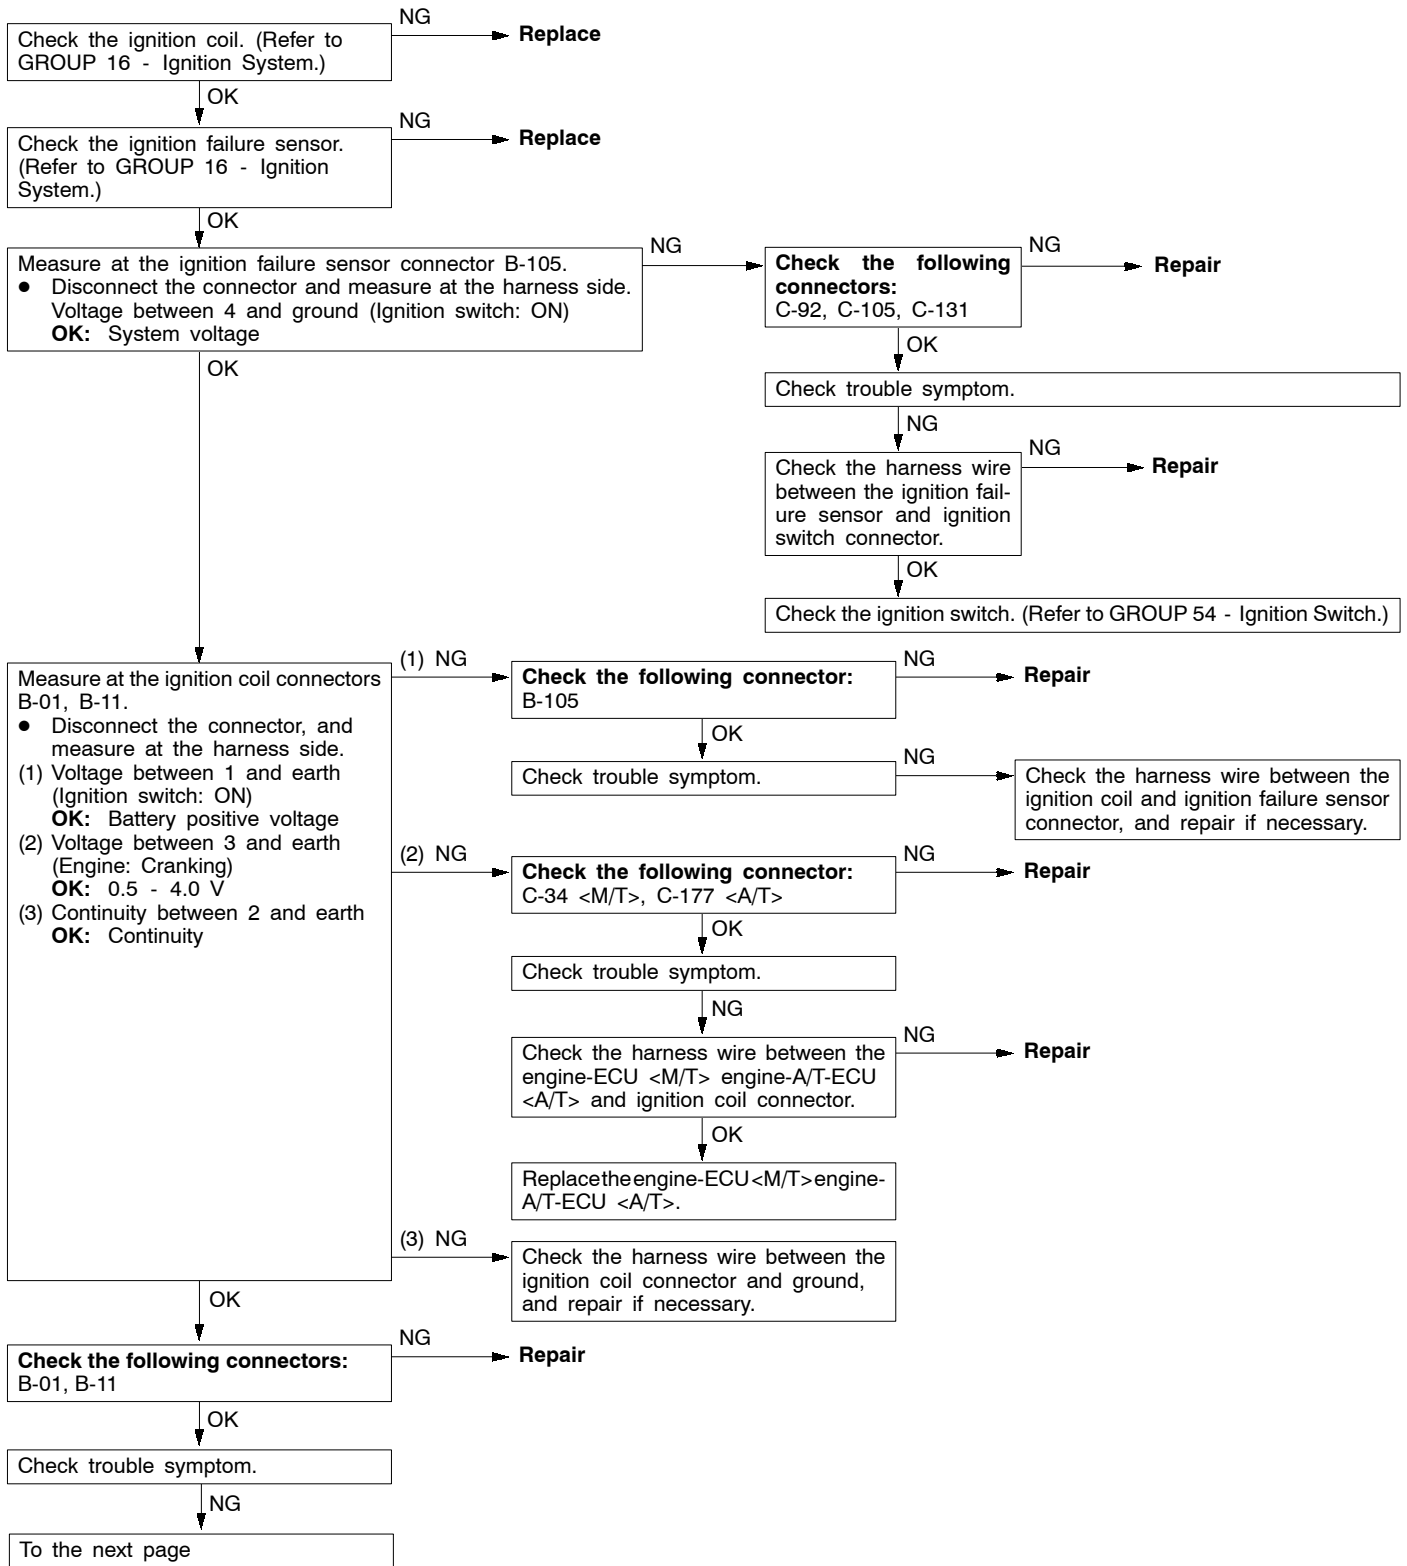 NG
Replace
Check the ignition coil. (Refer to
GROUP 16 - Ignition System.)
OK
NG
Replace
Check the ignition failure sensor.
(Refer to GROUP 16 - Ignition
System.)
OK
Measure at the ignition failure sensor connector B-105.
● Disconnect the connector and measure at the harness side.
Voltage between 4 and ground (Ignition switch: ON)
OK: System voltage
NG
Check the following
connectors:
C-92, C-105, C-131
NG
Repair
OK
OK
Check trouble symptom.
NG
Check the harness wire
between the ignition fail-
ure sensor and ignition
switch connector.
NG
Repair
OK
Check the ignition switch. (Refer to GROUP 54 - Ignition Switch.)
Measure at the ignition coil connectors
B-01, B-11.
● Disconnect the connector, and
measure at the harness side.
(1) Voltage between 1 and earth
(Ignition switch: ON)
OK: Battery positive voltage
(2) Voltage between 3 and earth
(Engine: Cranking)
OK: 0.5 - 4.0 V
(3) Continuity between 2 and earth
OK: Continuity
(1) NG
Check the following connector:
B-105
NG
Repair
OK
Check trouble symptom.
NG
Check the harness wire between the
ignition coil and ignition failure sensor
connector, and repair if necessary.
(2) NG
Check the following connector:
C-34 <M/T>, C-177 <A/T>
NG
Repair
OK
Check trouble symptom.
NG
Check the harness wire between the
engine-ECU <M/T> engine-A/T-ECU
<A/T> and ignition coil connector.
NG
Repair
OK
Replace the engine-ECU <M/T> engine-
A/T-ECU <A/T>.
(3) NG
Check the harness wire between the
ignition coil connector and ground,
and repair if necessary.
OK
Check the following connectors:
B-01, B-11
NG
Repair
OK
Check trouble symptom.
NG
To the next page